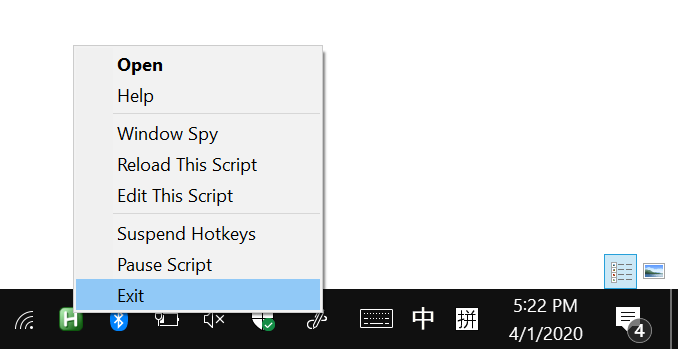 Open
Help
Window Spy
Reload This Script
Edit This Script
Suspend Hotkeys
Pause Script
Exit
H
中
拼
5:22 PM
4/1/2020
4